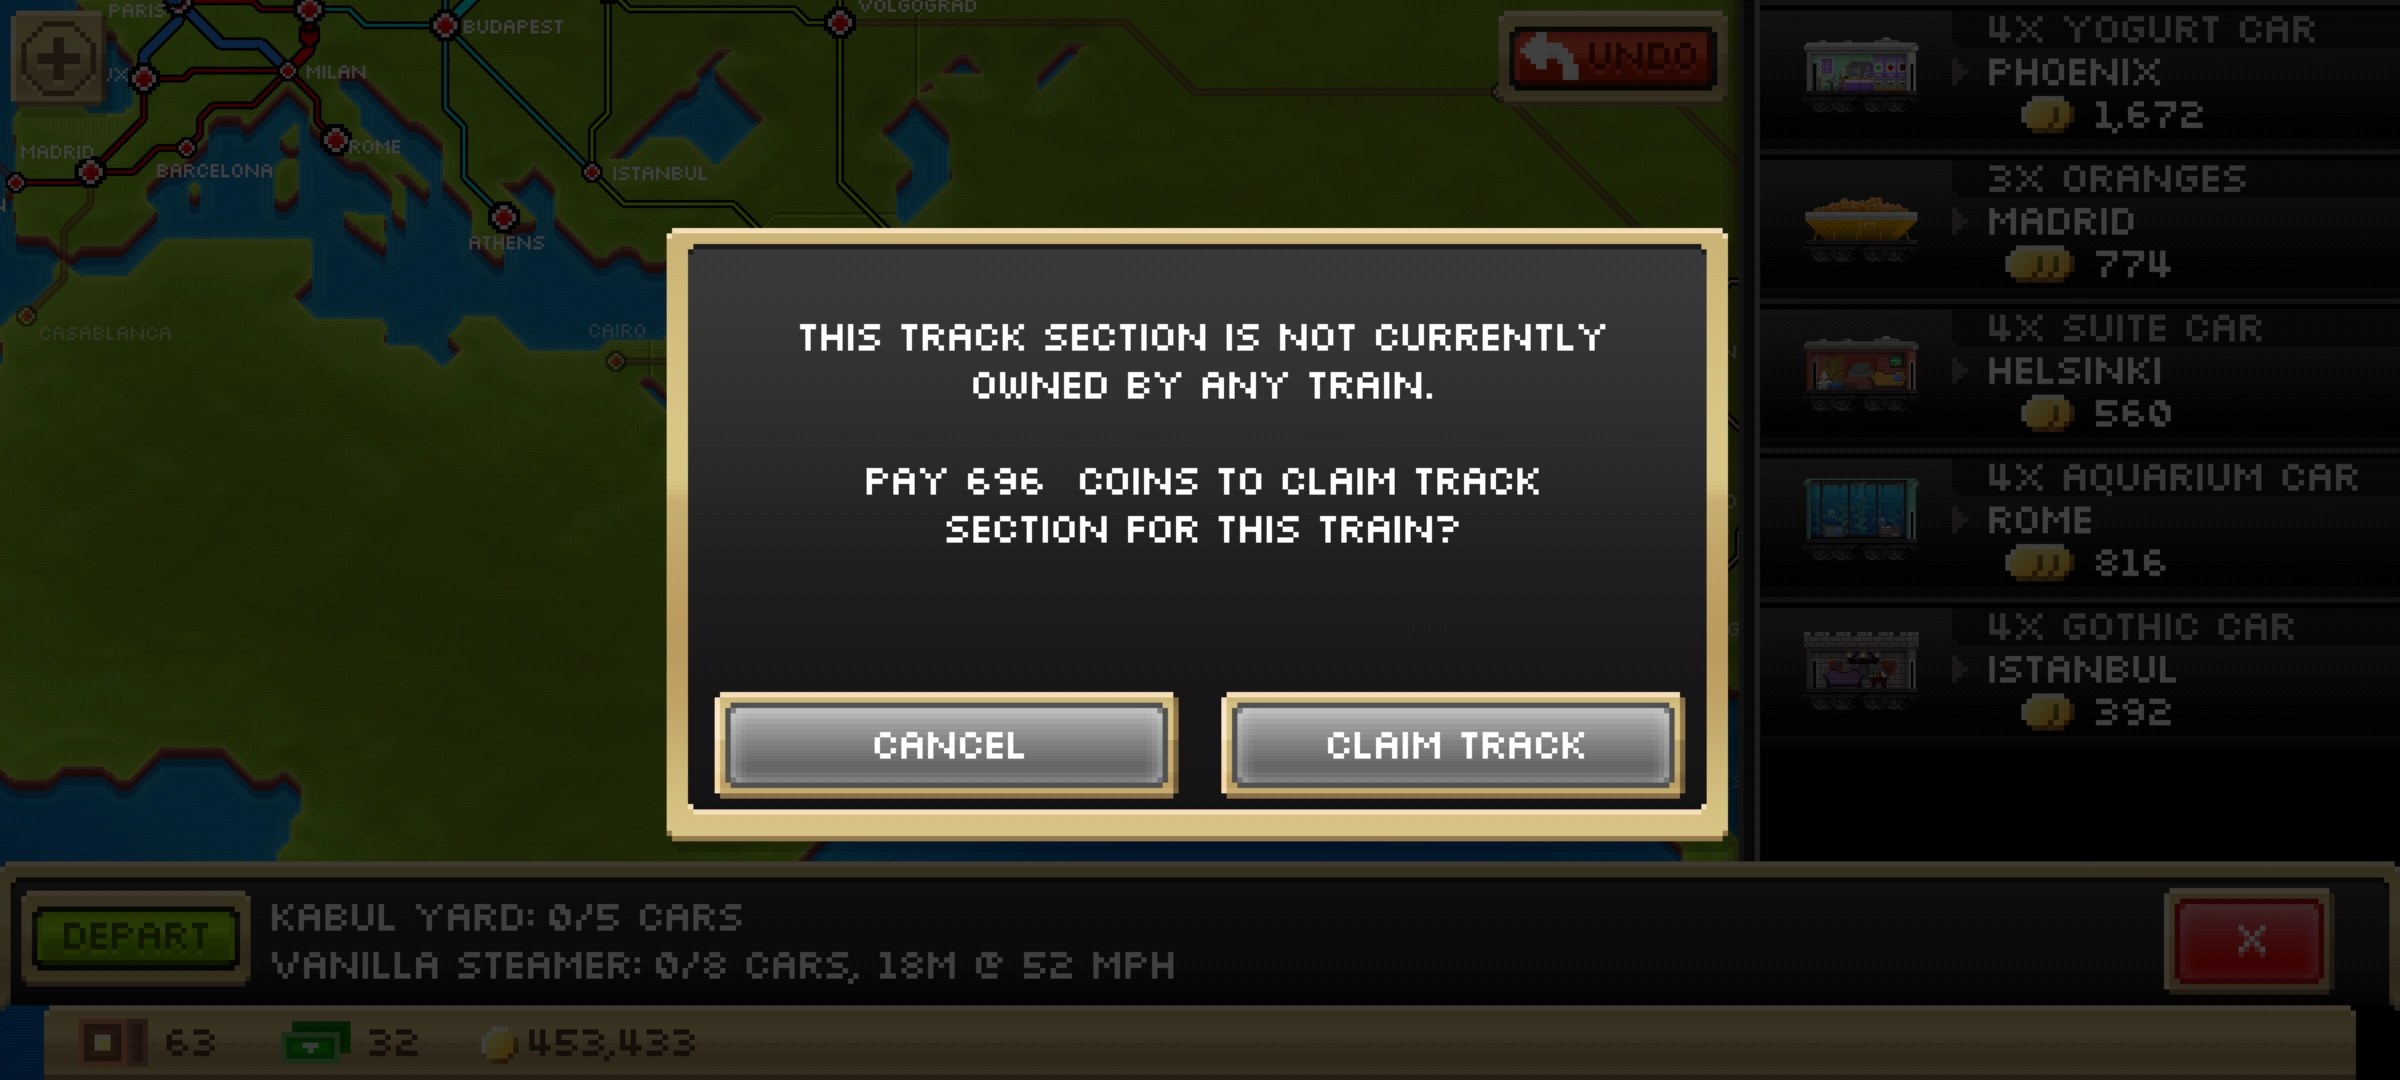 PARIS
BUDAPEST
VOLGOGRAD
MILAN
MADRID
BARCELONA
ROME
ISTANBUL
ATHENS
CASABLANCA
CAIRO
UNDO
THIS TRACK SECTION IS NOT CURRENTLY
OWNED BY ANY TRAIN.
PAY 696 COINS TO CLAIM TRACK
SECTION FOR THIS TRAIN?
CANCEL
CLAIM TRACK
4X YOGURT CAR
PHOENIX
1,672
3X ORANGES
MADRID
774
4X SUITE CAR
HELSINKI
560
4X AQUARIUM CAR
ROME
816
4X GOTHIC CAR
ISTANBUL
392
DEPART
KABUL YARD: 0/5 CARS
VANILLA STEAMER: 0/8 CARS, 18M @ 52 MPH
X
63
32
453,433